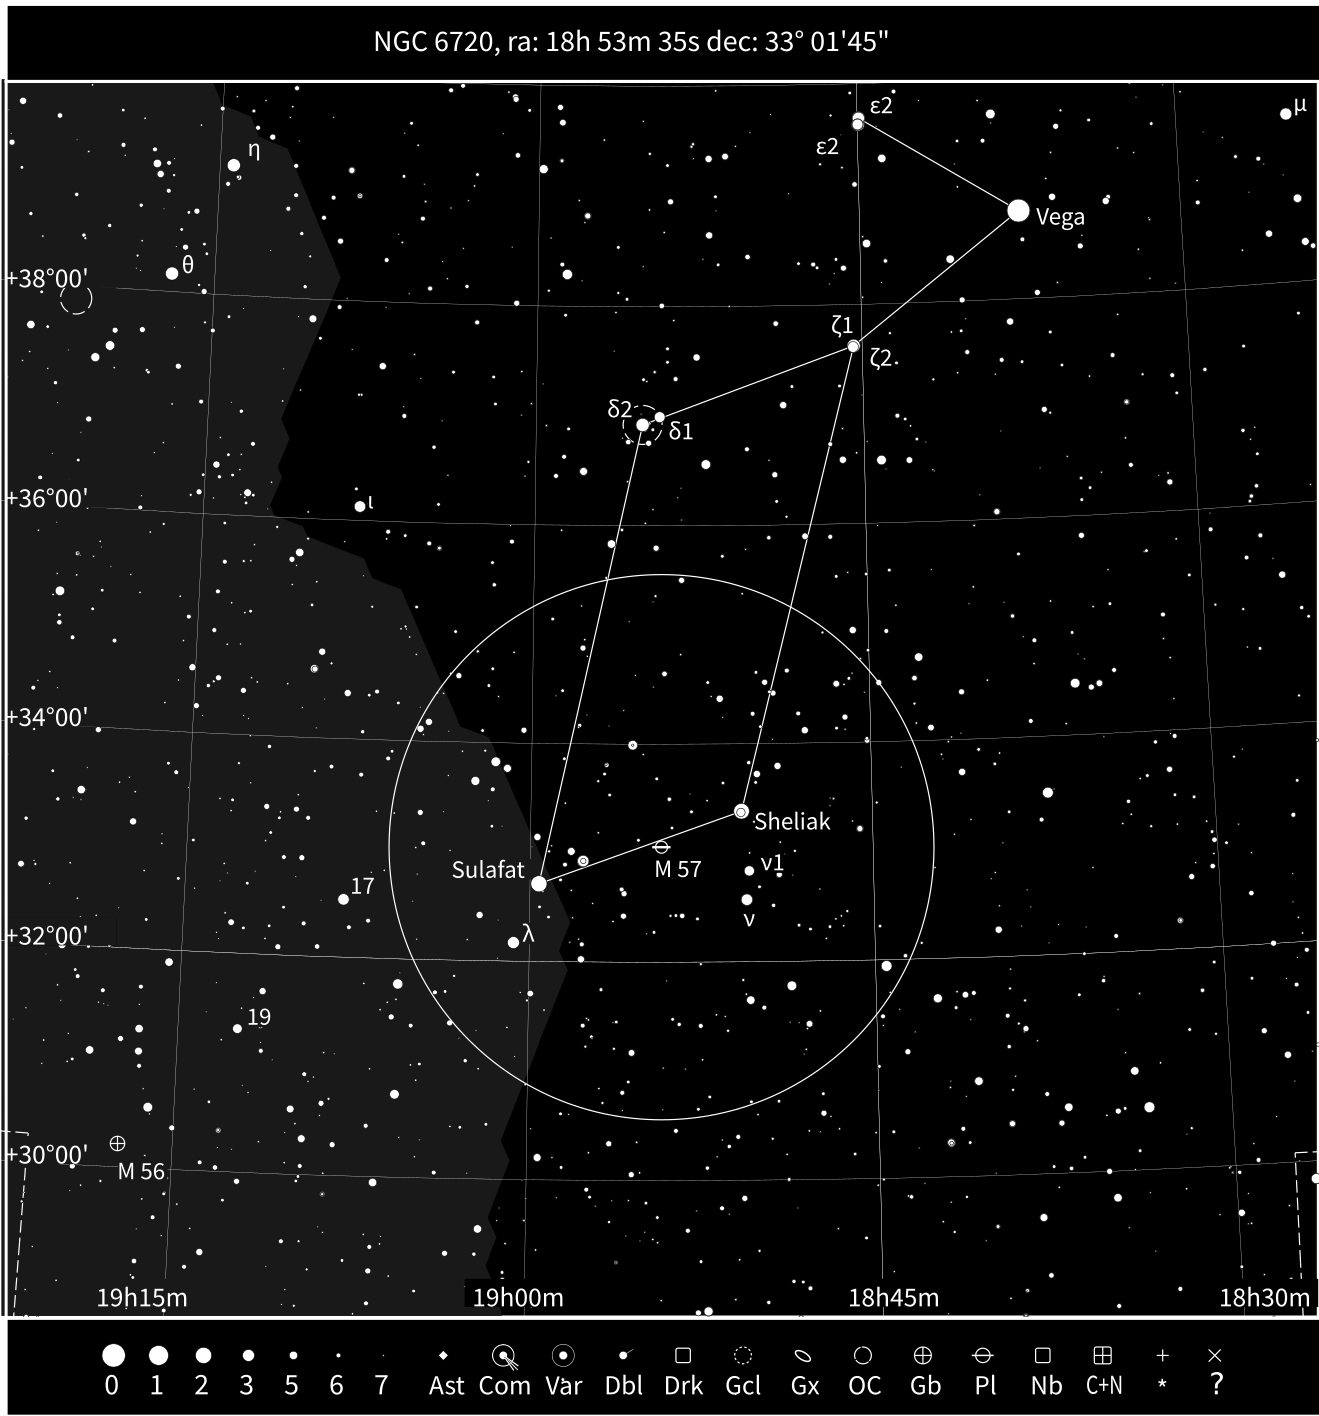 NGC 6720, ra: 18h 53m 35s dec: 33° 01'45"
ε2
μ
ε2
η
Vega
θ
+38°00'
ζ1
ζ2
δ2
δ1
+36°00'
ι
+34°00'
Sheliak
Sulafat
M 57
ν1
17
ν
λ
+32°00'
19
+30°00'
M 56
19h15m 19h00m 18h45m 18h30m
0 1 2 3 5 6 7 Ast Com Var Dbl Drk Gcl Gx OC Gb Pl Nb C+N * ?